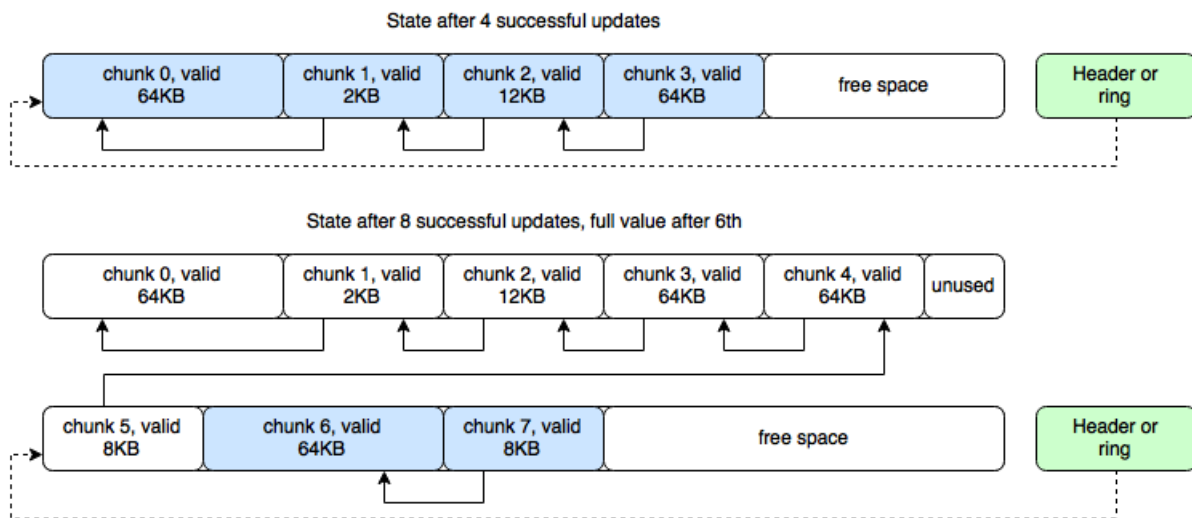 State after 4 successful updates
chunk 0, valid
64KB
chunk 1, valid
2KB
chunk 2, valid
12KB
chunk 3, valid
64KB
free space
Header or
ring
State after 8 successful updates, full value after 6th
chunk 0, valid
64KB
chunk 1, valid
2KB
chunk 2, valid
12KB
chunk 3, valid
64KB
chunk 4, valid
64KB
unused
chunk 5, valid
8KB
chunk 6, valid
64KB
chunk 7, valid
8KB
free space
Header or
ring